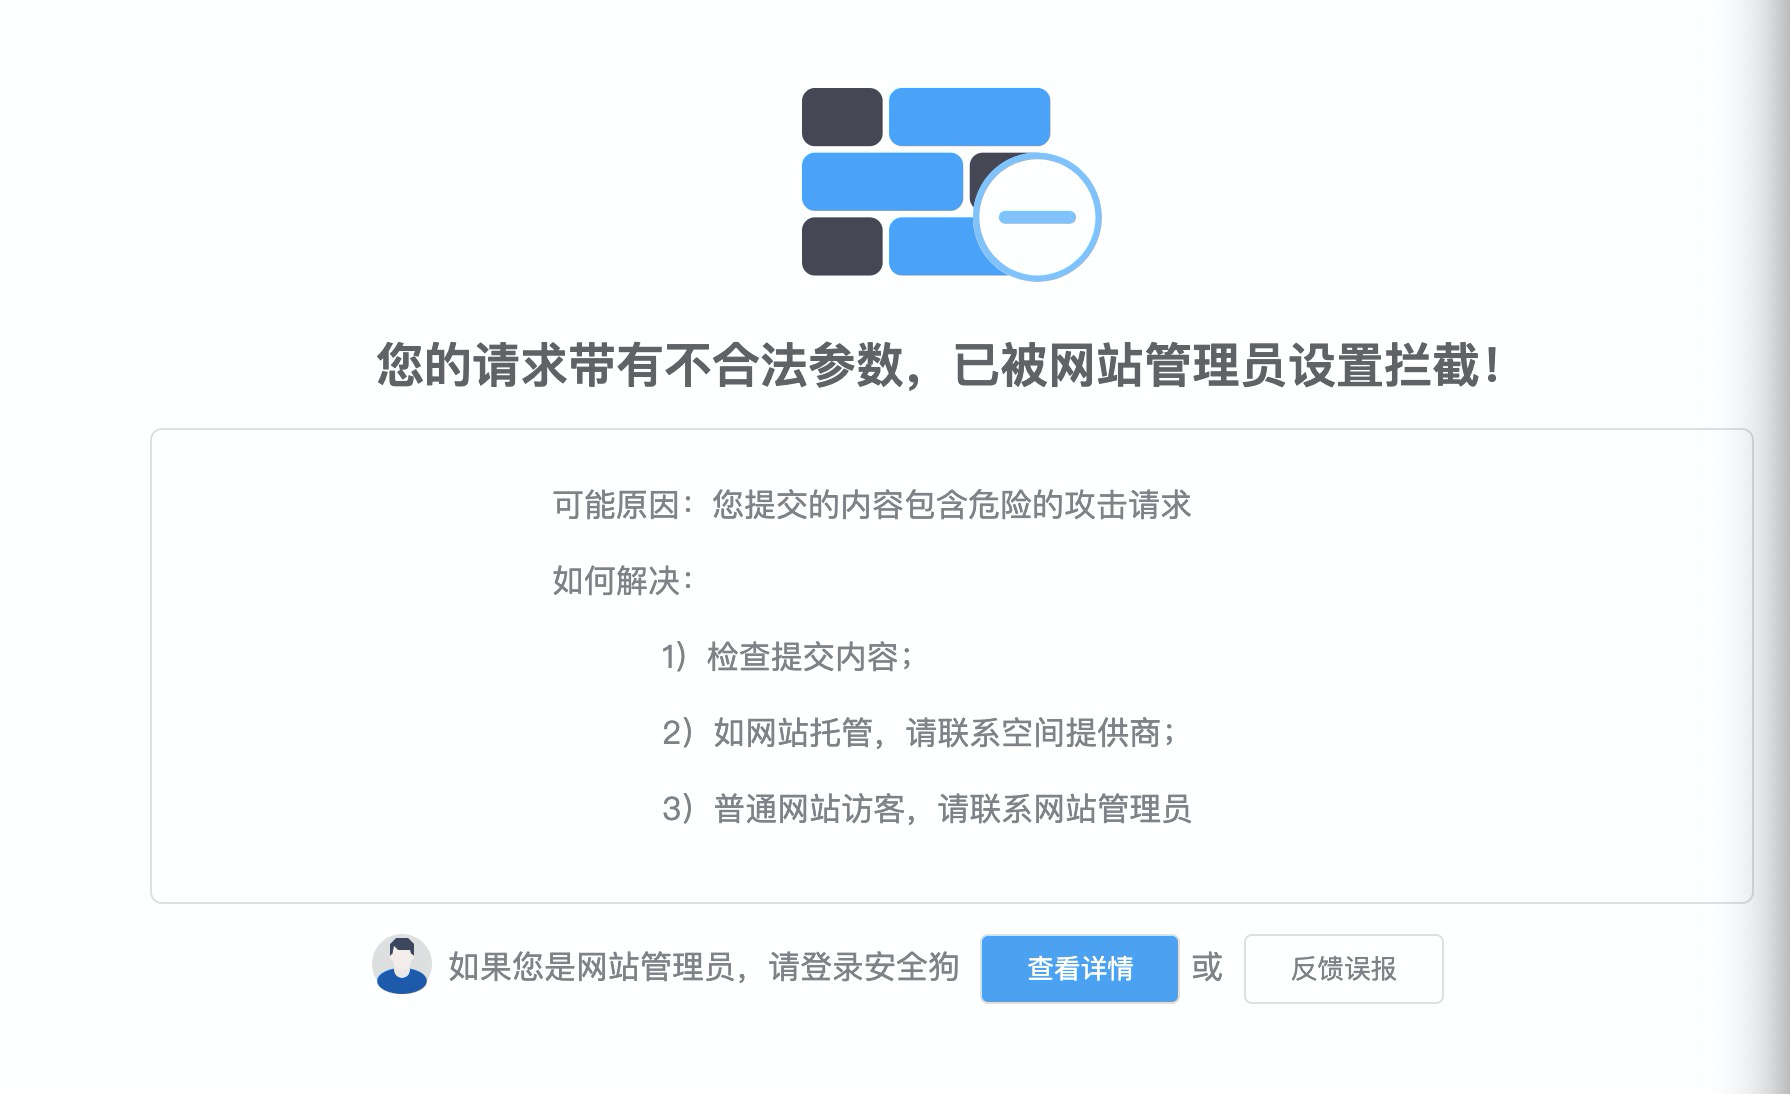 您的请求带有不合法参数，已被网站管理员设置拦截！
可能原因：您提交的内容包含危险的攻击请求
如何解决：
1）检查提交内容；
2）如网站托管，请联系空间提供商；
3）普通网站访客，请联系网站管理员
如果您是网站管理员，请登录安全狗 查看详情 或 反馈误报